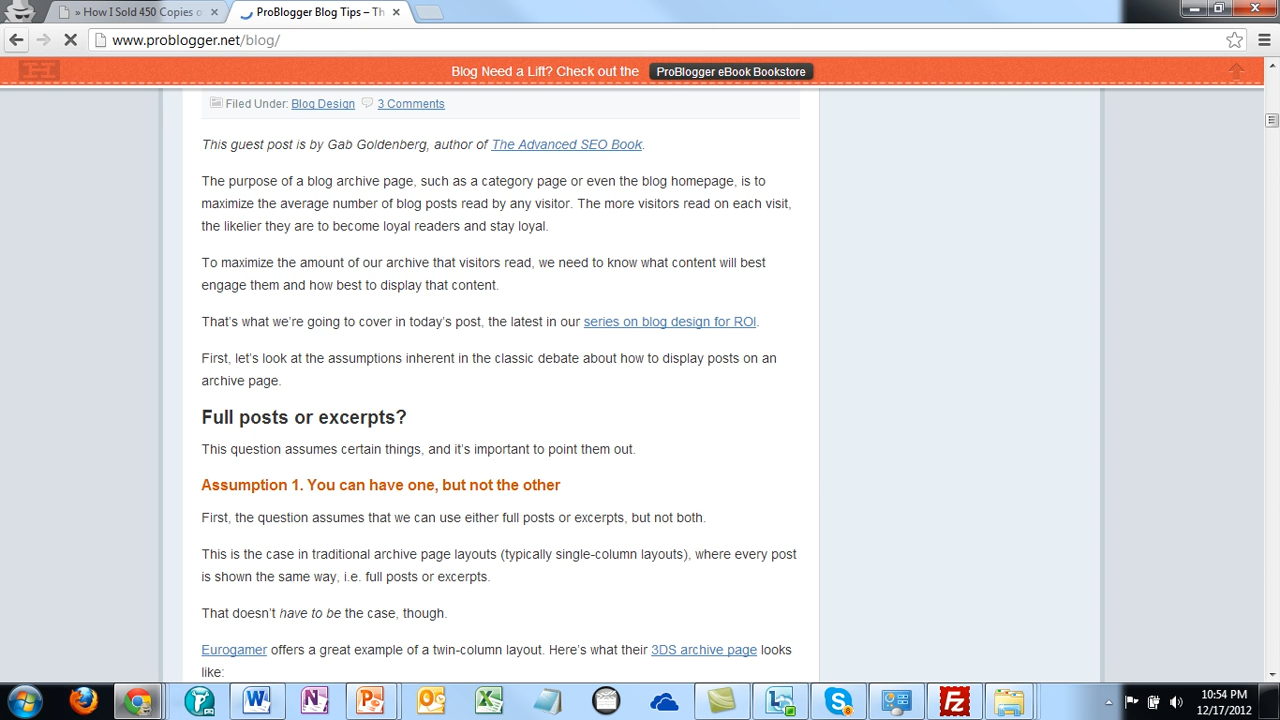 » How I Sold 450 Copies o
ProBlogger Blog Tips – Th
www.problogger.net/blog/
Blog Need a Lift? Check out the ProBlogger eBook Bookstore
Filed Under: Blog Design 3 Comments
This guest post is by Gab Goldenberg, author of The Advanced SEO Book.
The purpose of a blog archive page, such as a category page or even the blog homepage, is to
maximize the average number of blog posts read by any visitor. The more visitors read on each visit,
the likelier they are to become loyal readers and stay loyal.
To maximize the amount of our archive that visitors read, we need to know what content will best
engage them and how best to display that content.
That's what we're going to cover in today's post, the latest in our series on blog design for ROI.
First, let's look at the assumptions inherent in the classic debate about how to display posts on an
archive page.
Full posts or excerpts?
This question assumes certain things, and it's important to point them out.
Assumption 1. You can have one, but not the other
First, the question assumes that we can use either full posts or excerpts, but not both.
This is the case in traditional archive page layouts (typically single-column layouts), where every post
is shown the same way, i.e. full posts or excerpts.
That doesn't have to be the case, though.
Eurogamer offers a great example of a twin-column layout. Here's what their 3DS archive page looks
like:
10:54 PM
12/17/2012